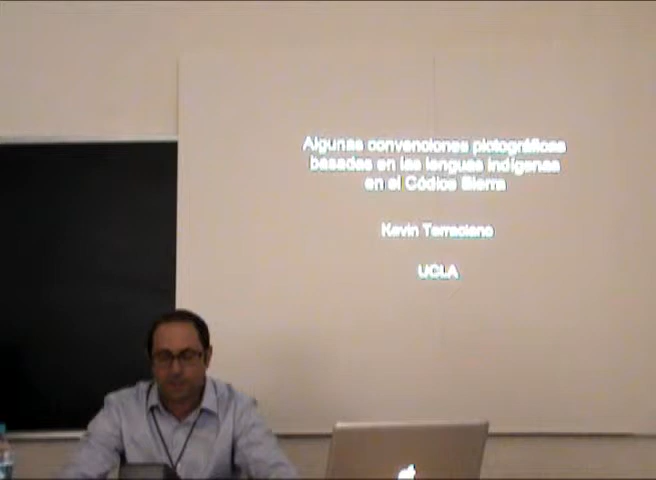 Algunas convenciones pictográficas
basadas en las lenguas indígenas
en el Códice Sierra
Kevin Terraciano
UCLA